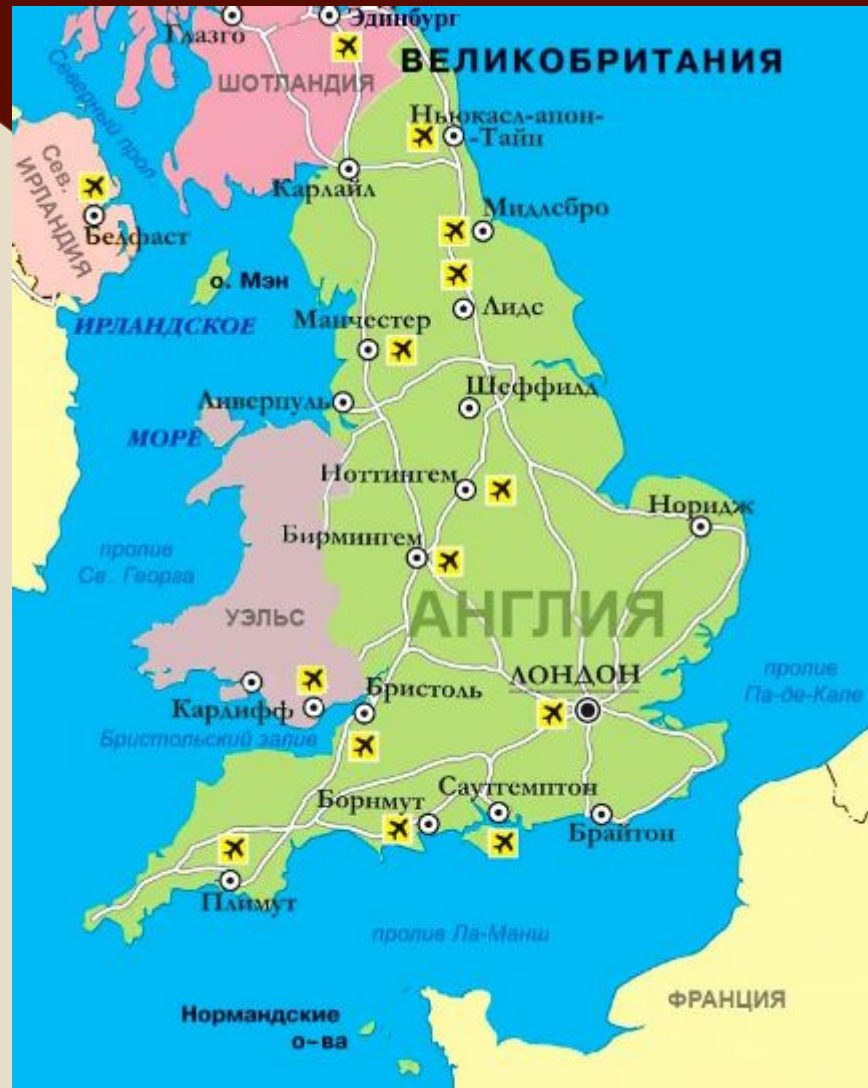 Эдинбург
Глазго
ВЕЛИКОБРИТАНИЯ
ШОТЛАНДИЯ
Северный прол.
Ньюкасл-апон-
-Тайн
Сев.
ИРЛАНДИЯ
Карлайл
Белфаст
Мидлсбро
о. Мэн
ИРЛАНДСКОЕ
МОРЕ
Лидс
Манчестер
Ливерпуль
Шеффилд
Ноттингем
Норидж
Бирмингем
пролив
Св. Георга
УЭЛЬС
АНГЛИЯ
ЛОНДОН
пролив
Па-де-Кале
Кардифф
Бристоль
Бристольский залив
Борнмут
Саутгемптон
Брайтон
Плимут
пролив Ла-Манш
ФРАНЦИЯ
Нормандские
о-ва